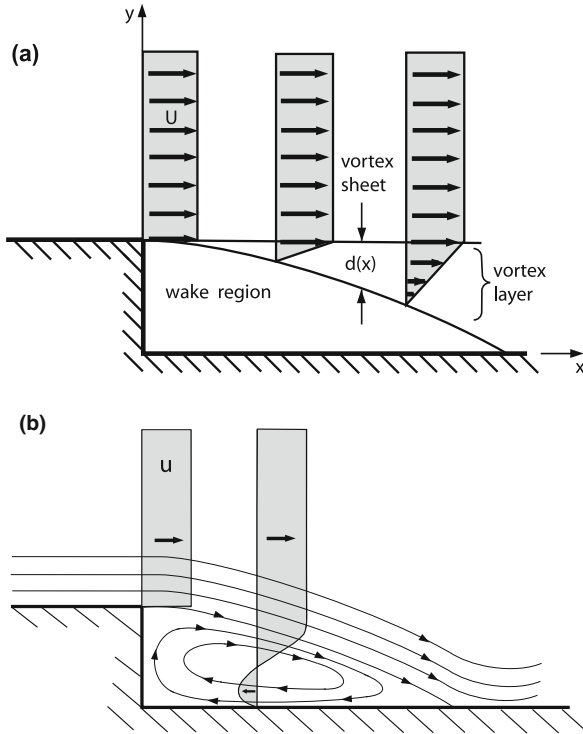 y
(a)
U
vortex
sheet
d(x)
wake region
vortex
layer
x
(b)
u